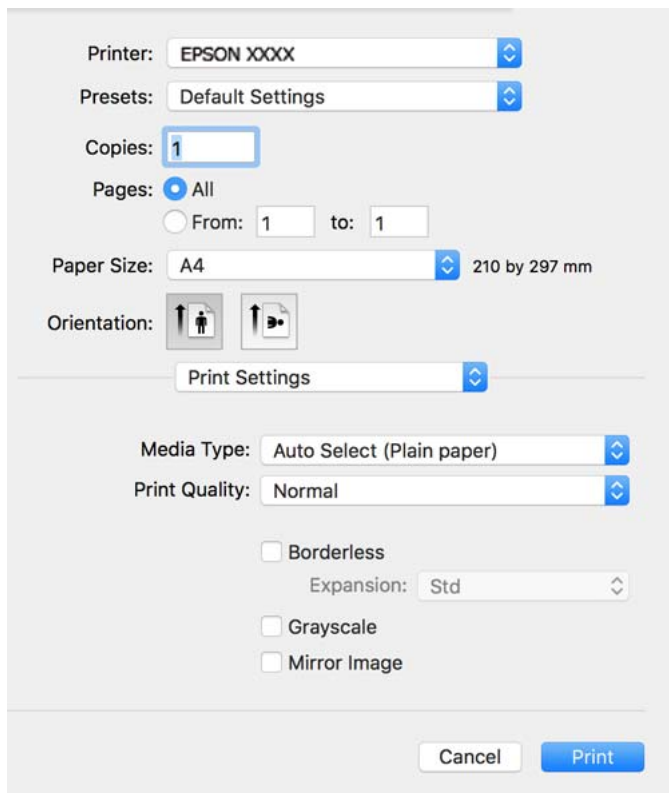 Printer: EPSON XXXX
Presets: Default Settings
Copies: 1
Pages: All
From: 1 to: 1
Paper Size: A4 210 by 297 mm
Orientation:
Print Settings
Media Type: Auto Select (Plain paper)
Print Quality: Normal
Borderless
Expansion: Std
Grayscale
Mirror Image
Cancel Print